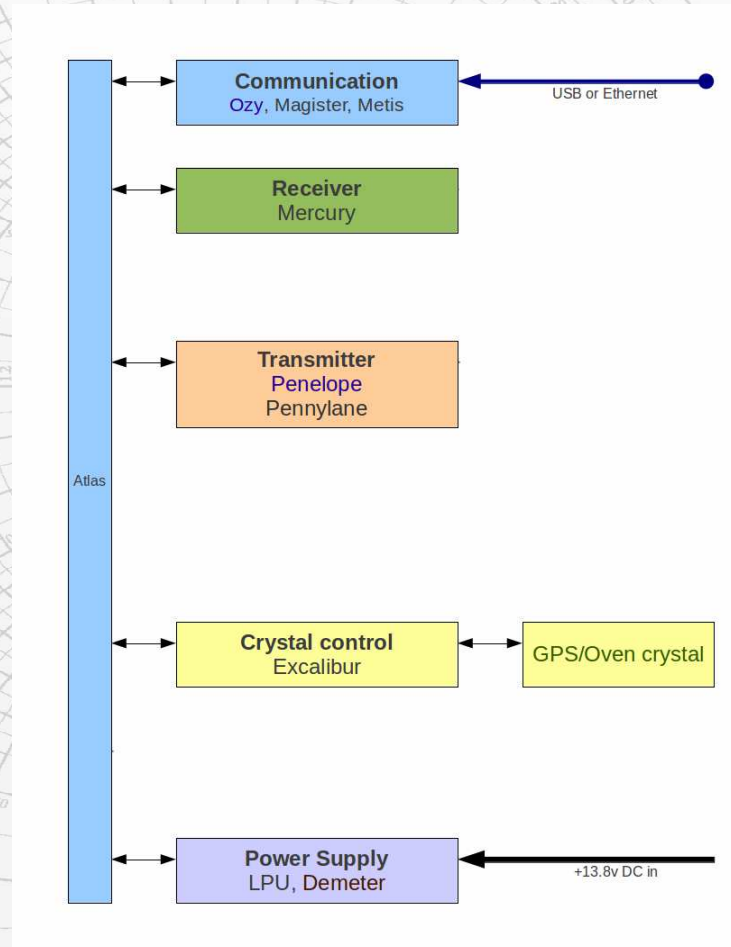 Communication
Ozy, Magister, Metis
USB or Ethernet
Receiver
Mercury
Transmitter
Penelope
Pennylane
Atlas
Crystal control
Excalibur
GPS/Oven crystal
Power Supply
LPU, Demeter
+13.8v DC in